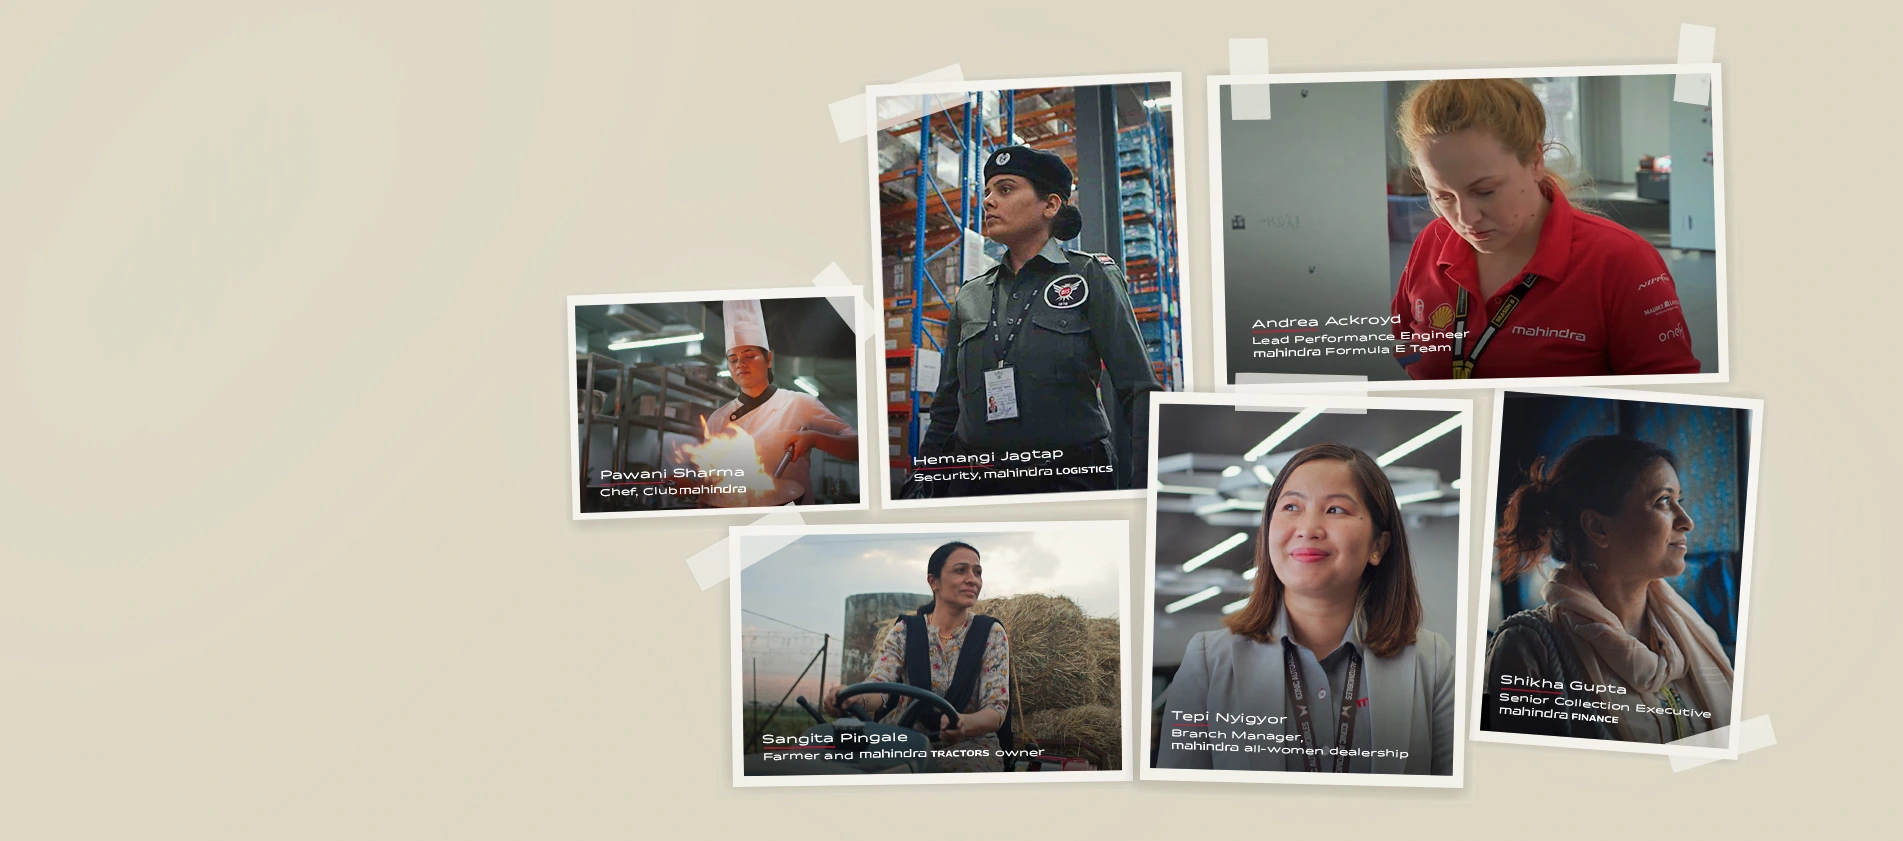 Pawani Sharma
Chef, Clubmahindra
Hemangi Jagtap
Security, mahindra LOGISTICS
Andrea Ackroyd
Lead Performance Engineer
mahindra Formula E Team
mahindra
Sangita Pingale
Farmer and mahindra TRACTORS owner
Tepi Nyigyor
Branch Manager,
mahindra all-women dealership
Shikha Gupta
Senior Collection Executive
mahindra FINANCE